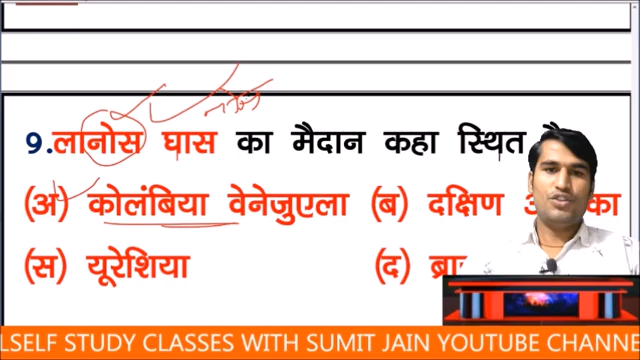 9. लानोस घास का मैदान कहा स्थित है
(अ) कोलंबिया वेनेजुएला (ब) दक्षिण
(स) यूरेशिया (द)
LSELF STUDY CLASSES WITH SUMIT JAIN YOUTUBE CHANNE